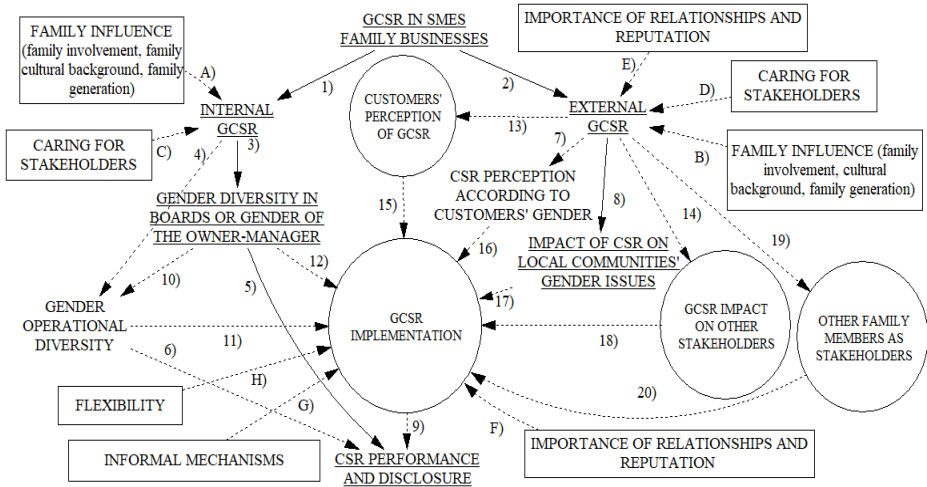 GCSR IN SMES
FAMILY BUSINESSES
IMPORTANCE OF RELATIONSHIPS AND
REPUTATION
FAMILY INFLUENCE
(family involvement, family
cultural background, family
generation)
A)
1)
2)
E)
D)
CARING FOR
STAKEHOLDERS
CUSTOMERS'
PERCEPTION
OF GCSR
INTERNAL
GCSR
EXTERNAL
GCSR
13)
CARING FOR
STAKEHOLDERS
C)
4)
3)
7)
B)
FAMILY INFLUENCE (family
involvement, cultural
background, family generation)
CSR PERCEPTION
ACCORDING TO
CUSTOMERS' GENDER
8)
GENDER DIVERSITY IN
BOARDS OR GENDER OF
THE OWNER-MANAGER
15)
14)
19)
16)
IMPACT OF CSR ON
LOCAL COMMUNITIES'
GENDER ISSUES
10)
12)
5)
17)
GENDER
OPERATIONAL
DIVERSITY
11)
GCSR
IMPLEMENTATION
18)
GCSR IMPACT
ON OTHER
STAKEHOLDERS
OTHER FAMILY
MEMBERS AS
STAKEHOLDERS
6)
H)
G)
20)
FLEXIBILITY
9)
F)
INFORMAL MECHANISMS
CSR PERFORMANCE
AND DISCLOSURE
IMPORTANCE OF RELATIONSHIPS AND
REPUTATION